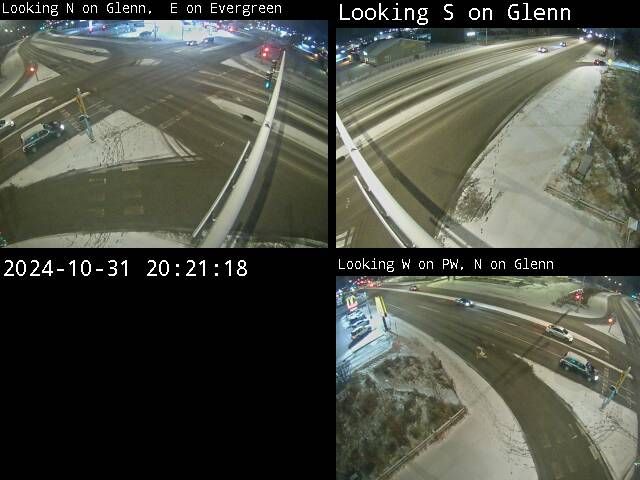 Looking N on Glenn,  E on Evergreen
Looking S on Glenn
2024-10-31 20:21:18
Looking W on PW, N on Glenn